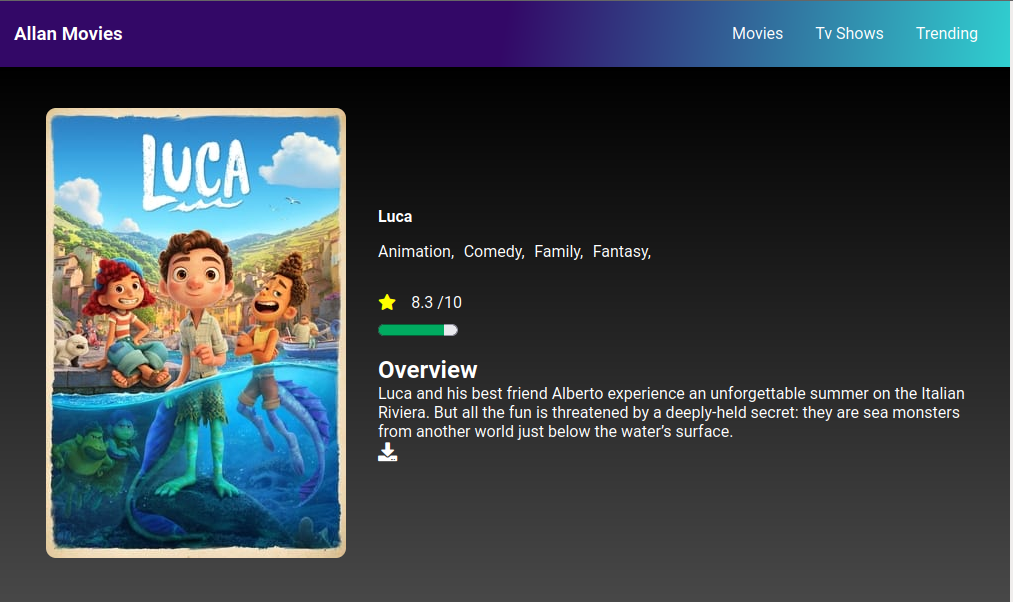 Allan Movies
Movies Tv Shows Trending
LUCA
Luca
Animation, Comedy, Family, Fantasy,
8.3 /10
Overview
Luca and his best friend Alberto experience an unforgettable summer on the Italian
Riviera. But all the fun is threatened by a deeply-held secret: they are sea monsters
from another world just below the water’s surface.